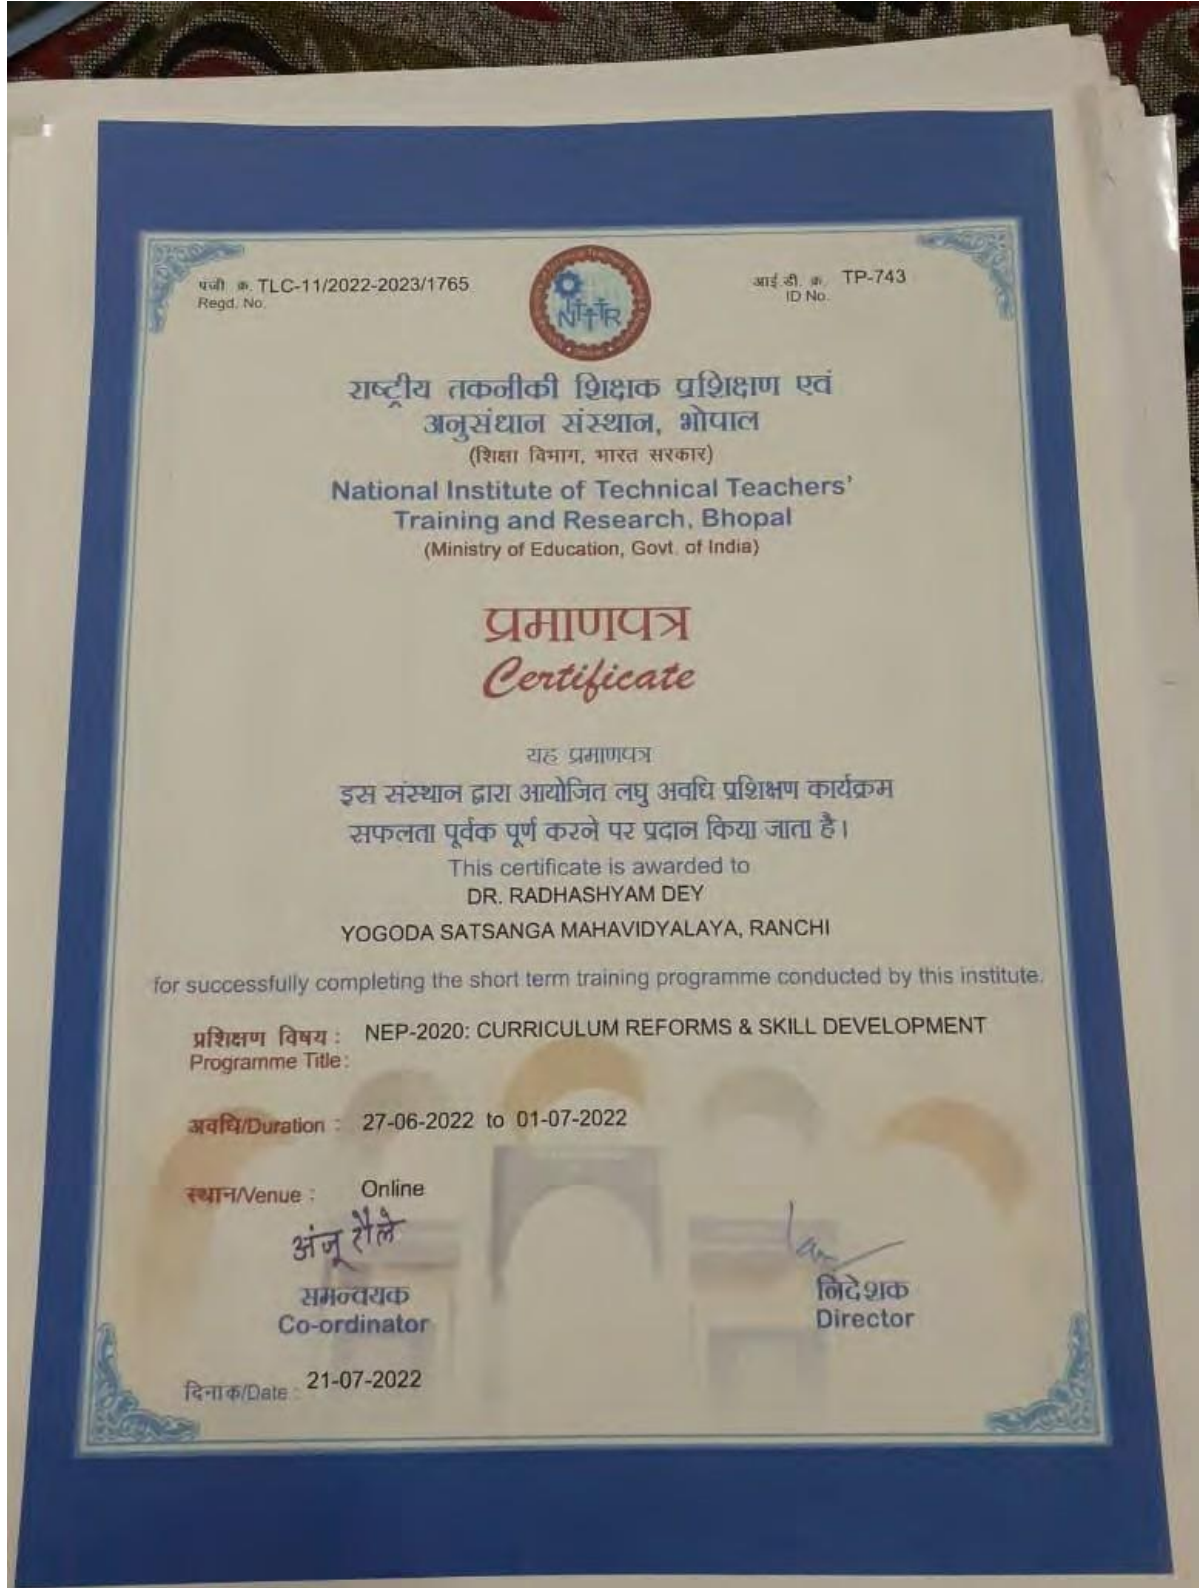 पंजी क्र. TLC-11/2022-2023/1765
Regd. No.
आई.डी. क्र. TP-743
ID No.
NITTTR
राष्ट्रीय तकनीकी शिक्षक प्रशिक्षण एवं
अनुसंधान संस्थान, भोपाल
(शिक्षा विभाग, भारत सरकार)
National Institute of Technical Teachers'
Training and Research, Bhopal
(Ministry of Education, Govt. of India)
प्रमाणपत्र
Certificate
यह प्रमाणपत्र
इस संस्थान द्वारा आयोजित लघु अवधि प्रशिक्षण कार्यक्रम
सफलता पूर्वक पूर्ण करने पर प्रदान किया जाता है।
This certificate is awarded to
DR. RADHASHYAM DEY
YOGODA SATSANGA MAHAVIDYALAYA, RANCHI
for successfully completing the short term training programme conducted by this institute.
प्रशिक्षण विषय : NEP-2020: CURRICULUM REFORMS & SKILL DEVELOPMENT
Programme Title :
अवधि/Duration : 27-06-2022 to 01-07-2022
स्थान/Venue : Online
अंजू रौले
समन्वयक
Co-ordinator
निदेशक
Director
दिनांक/Date : 21-07-2022